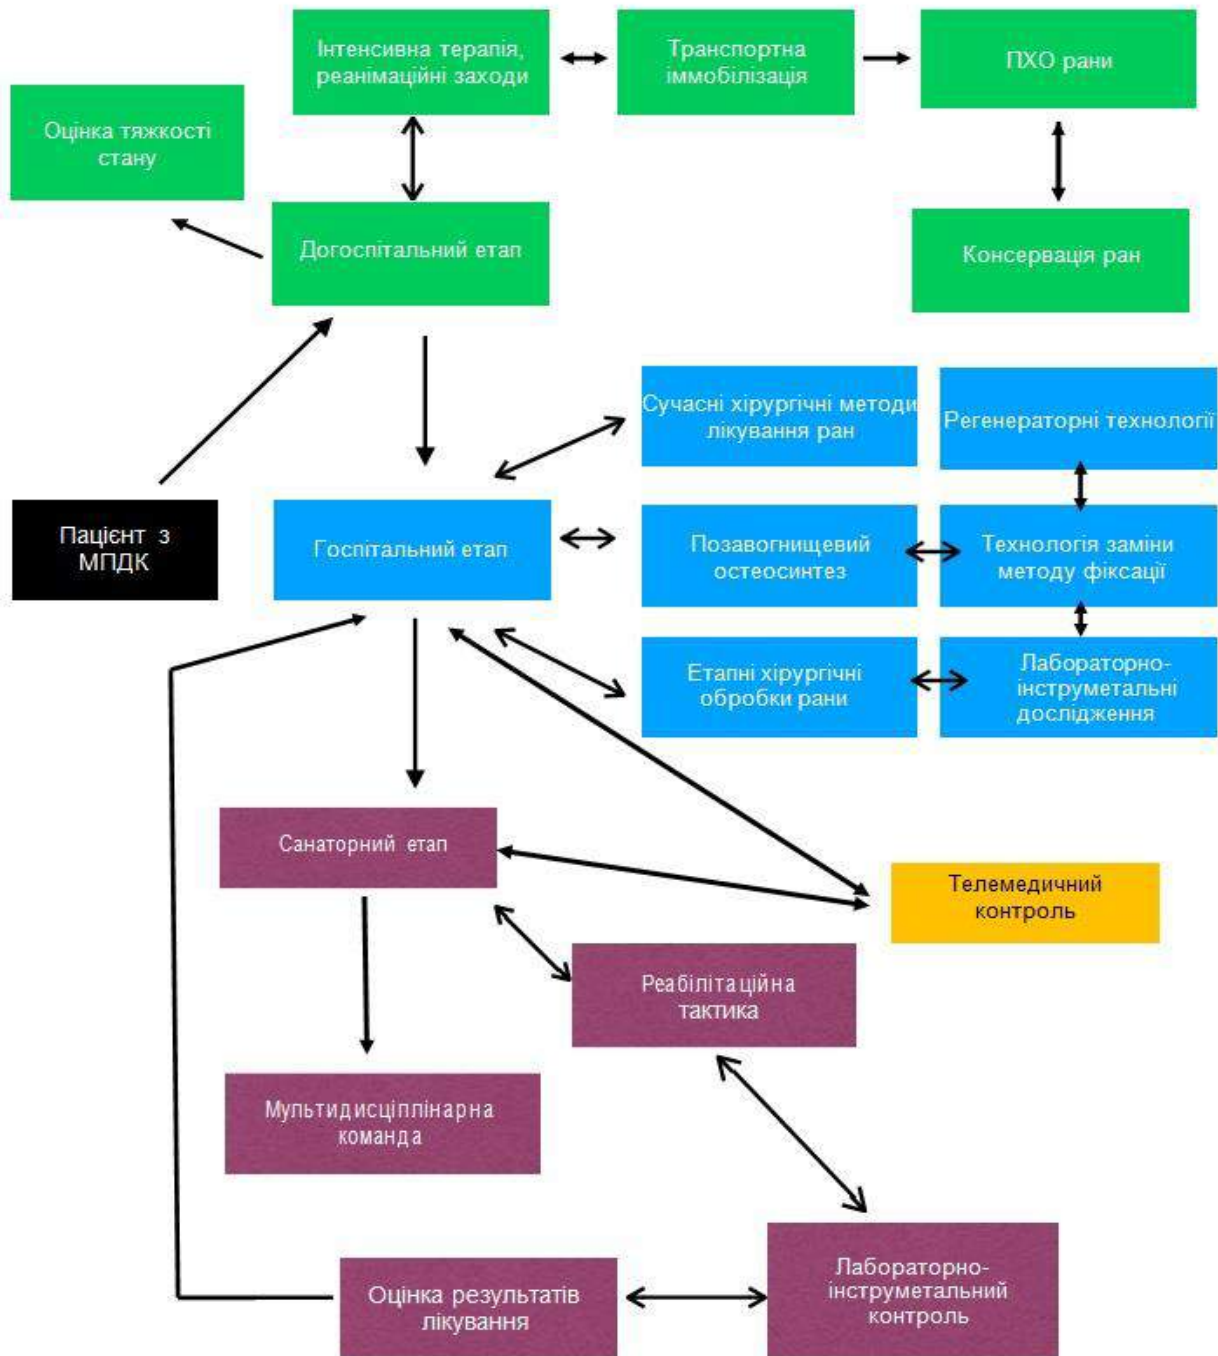 Інтенсивна терапія,
реанімаційні заходи
Транспортна
іммобілізація
ПХО рани
Оцінка тяжкості
стану
Догоспітальний етап
Консервація ран
Сучасні хірургічні методи
лікування ран
Регенераторні технології
Пацієнт з
МПДК
Госпітальний етап
Позавогнищевий
остеосинтез
Технологія заміни
методу фіксації
Етапні хірургічні
обробки рани
Лабораторно-
інструметальні
дослідження
Санаторний етап
Телемедичний
контроль
Реабілітаційна
тактика
Мультидисціплінарна
команда
Оцінка результатів
лікування
Лабораторно-
інструметальний
контроль